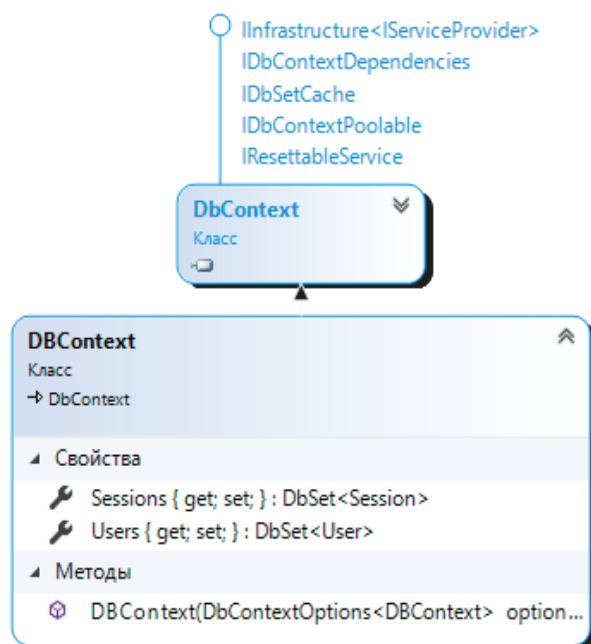 IInfrastructure<IServiceProvider>
IDbContextDependencies
IDbSetCache
IDbContextPoolable
IResettableService
DbContext
Класс
DBContext
Класс
DbContext
Свойства
Sessions { get; set; } : DbSet<Session>
Users { get; set; } : DbSet<User>
Методы
DBContext(DbContextOptions<DBContext> option...